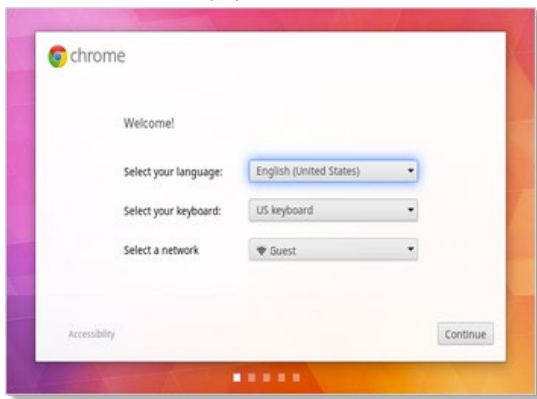 chrome
Welcome!
Select your language: English (United States)
Select your keyboard: US keyboard
Select a network Guest
Accessibility Continue